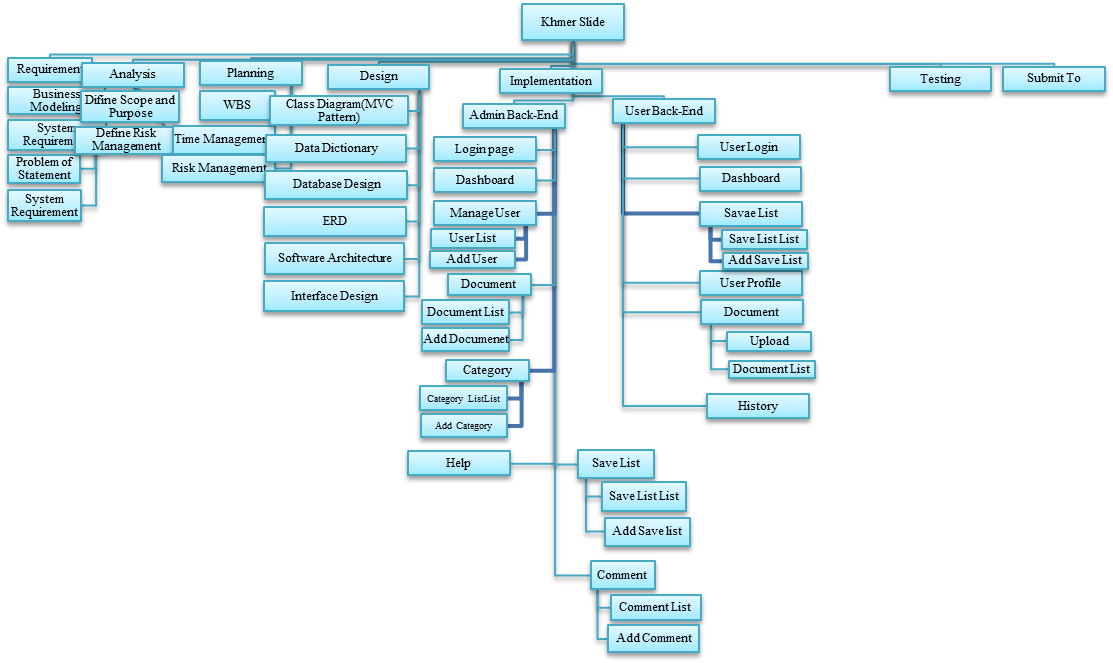 Khmer Slide
Requirement
Analysis
Planning
Design
Implementation
Testing
Submit To
Business
Modeling
Difine Scope and
Purpose
WBS
Class Diagram(MVC
Pattern)
Admin Back-End
User Back-End
System
Requirem
Define Risk
Management
Time Managemen
Data Dictionary
Login page
User Login
Problem of
Statement
Risk Management
Database Design
Dashboard
Dashboard
System
Requirement
ERD
Manage User
Savae List
User List
Save List List
Software Architecture
Add User
Add Save List
Interface Design
Document
User Profile
Document List
Document
Add Documenet
Upload
Category
Document List
Category ListList
History
Add Category
Help
Save List
Save List List
Add Save list
Comment
Comment List
Add Comment